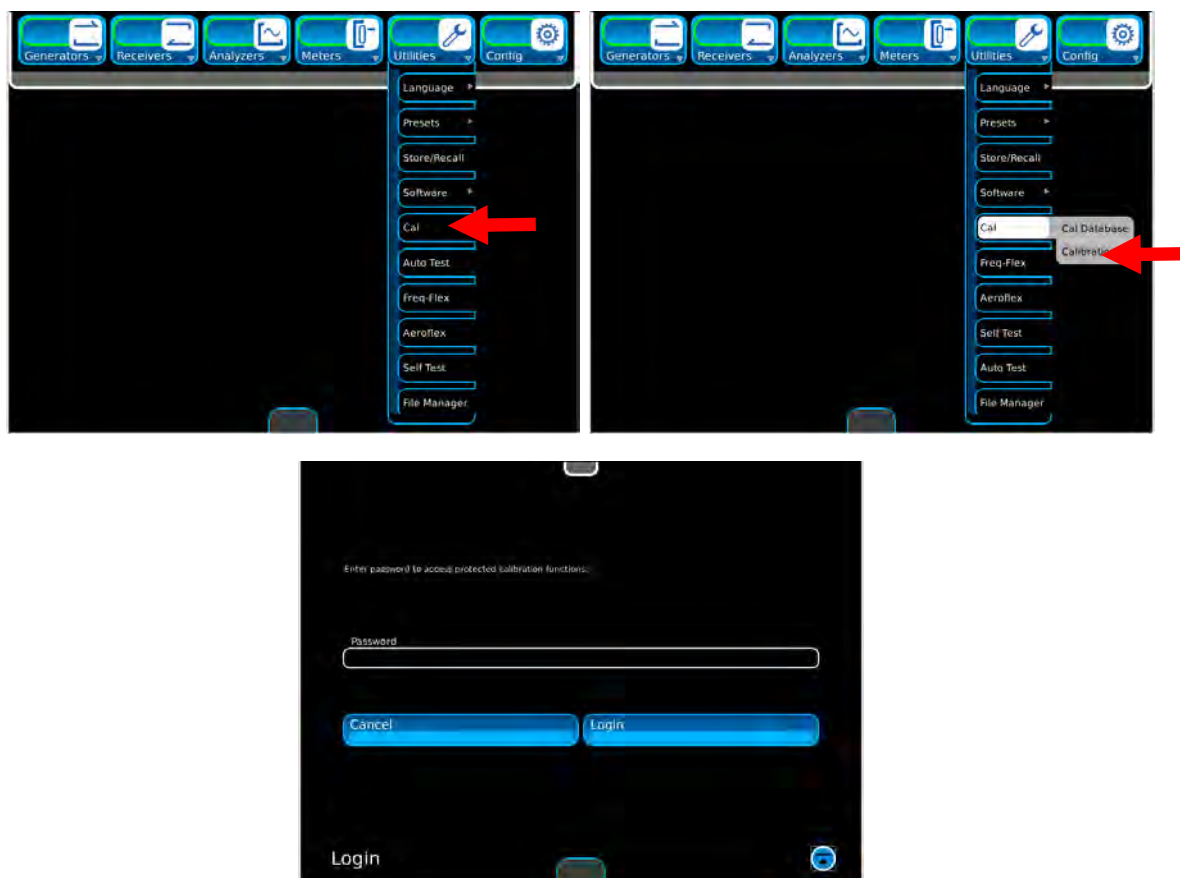 Generators Receivers Analyzers Meters Utilities Config
Language
Presets
Store/Recall
Software
Cal
Auto Test
Freq-Flex
Aeroflex
Self Test
File Manager
Generators Receivers Analyzers Meters Utilities Config
Language
Presets
Store/Recall
Software
Cal Cal Database
Freq-Flex
Aeroflex
Self Test
Auto Test
File Manager
Enter password to access protected calibration functions.
Password
Cancel Login
Login